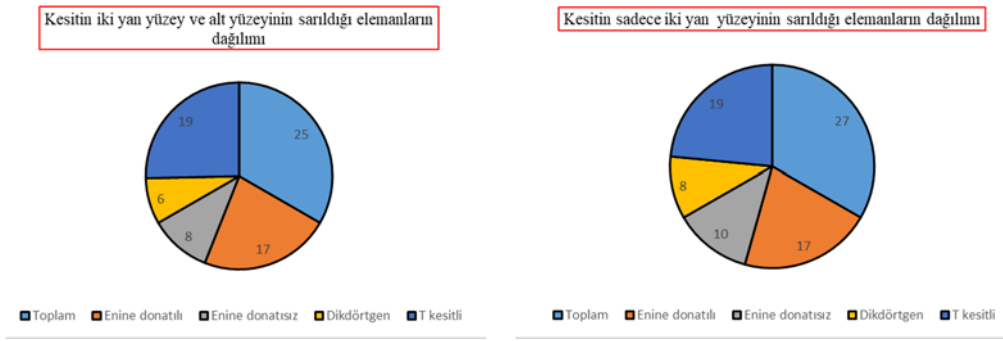 Kesitin iki yan yüzey ve alt yüzeyinin sarıldığı elemanların
dağılımı
19
25
6
8
17
Toplam Enine donatılı Enine donatısız Dikdörtgen T kesitli
Kesitin sadece iki yan yüzeyinin sarıldığı elemanların dağılımı
19
27
8
10
17
Toplam Enine donatılı Enine donatısız Dikdörtgen T kesitli